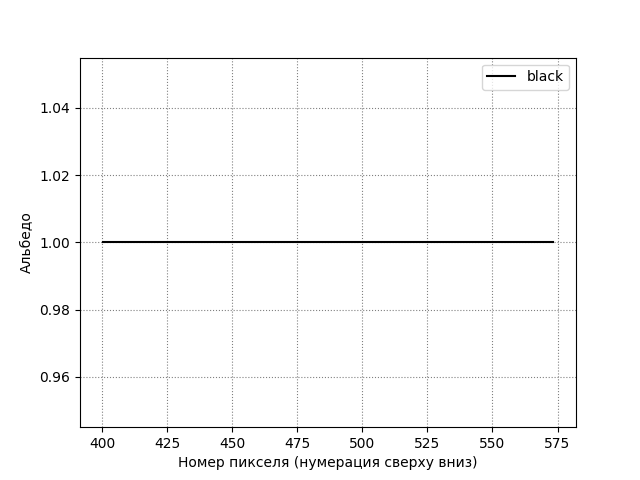 black
1.04
1.02
1.00
0.98
0.96
Альбедо
400 425 450 475 500 525 550 575
Номер пикселя (нумерация сверху вниз)